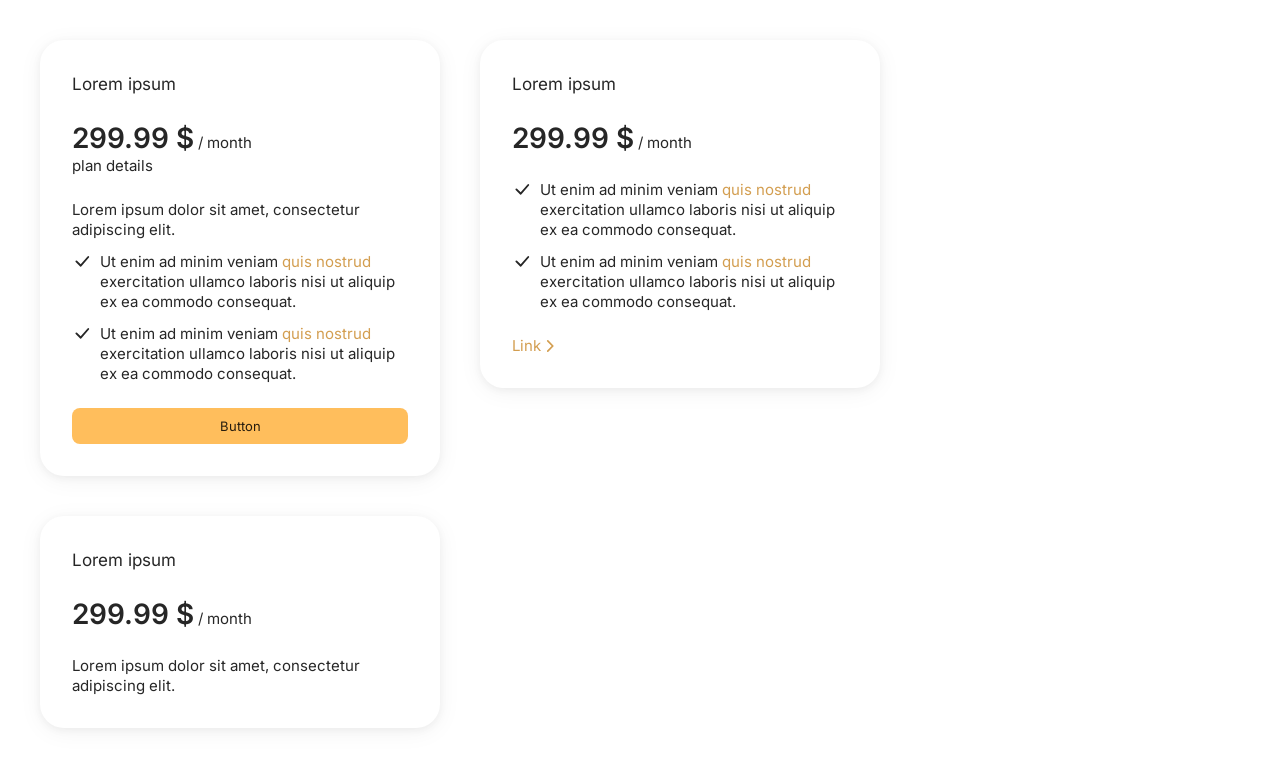 Lorem ipsum
299.99 $ / month
plan details
Lorem ipsum dolor sit amet, consectetur
adipiscing elit.
Ut enim ad minim veniam quis nostrud
exercitation ullamco laboris nisi ut aliquip
ex ea commodo consequat.
Ut enim ad minim veniam quis nostrud
exercitation ullamco laboris nisi ut aliquip
ex ea commodo consequat.
Button
Lorem ipsum
299.99 $ / month
Ut enim ad minim veniam quis nostrud
exercitation ullamco laboris nisi ut aliquip
ex ea commodo consequat.
Ut enim ad minim veniam quis nostrud
exercitation ullamco laboris nisi ut aliquip
ex ea commodo consequat.
Link
Lorem ipsum
299.99 $ / month
Lorem ipsum dolor sit amet, consectetur
adipiscing elit.